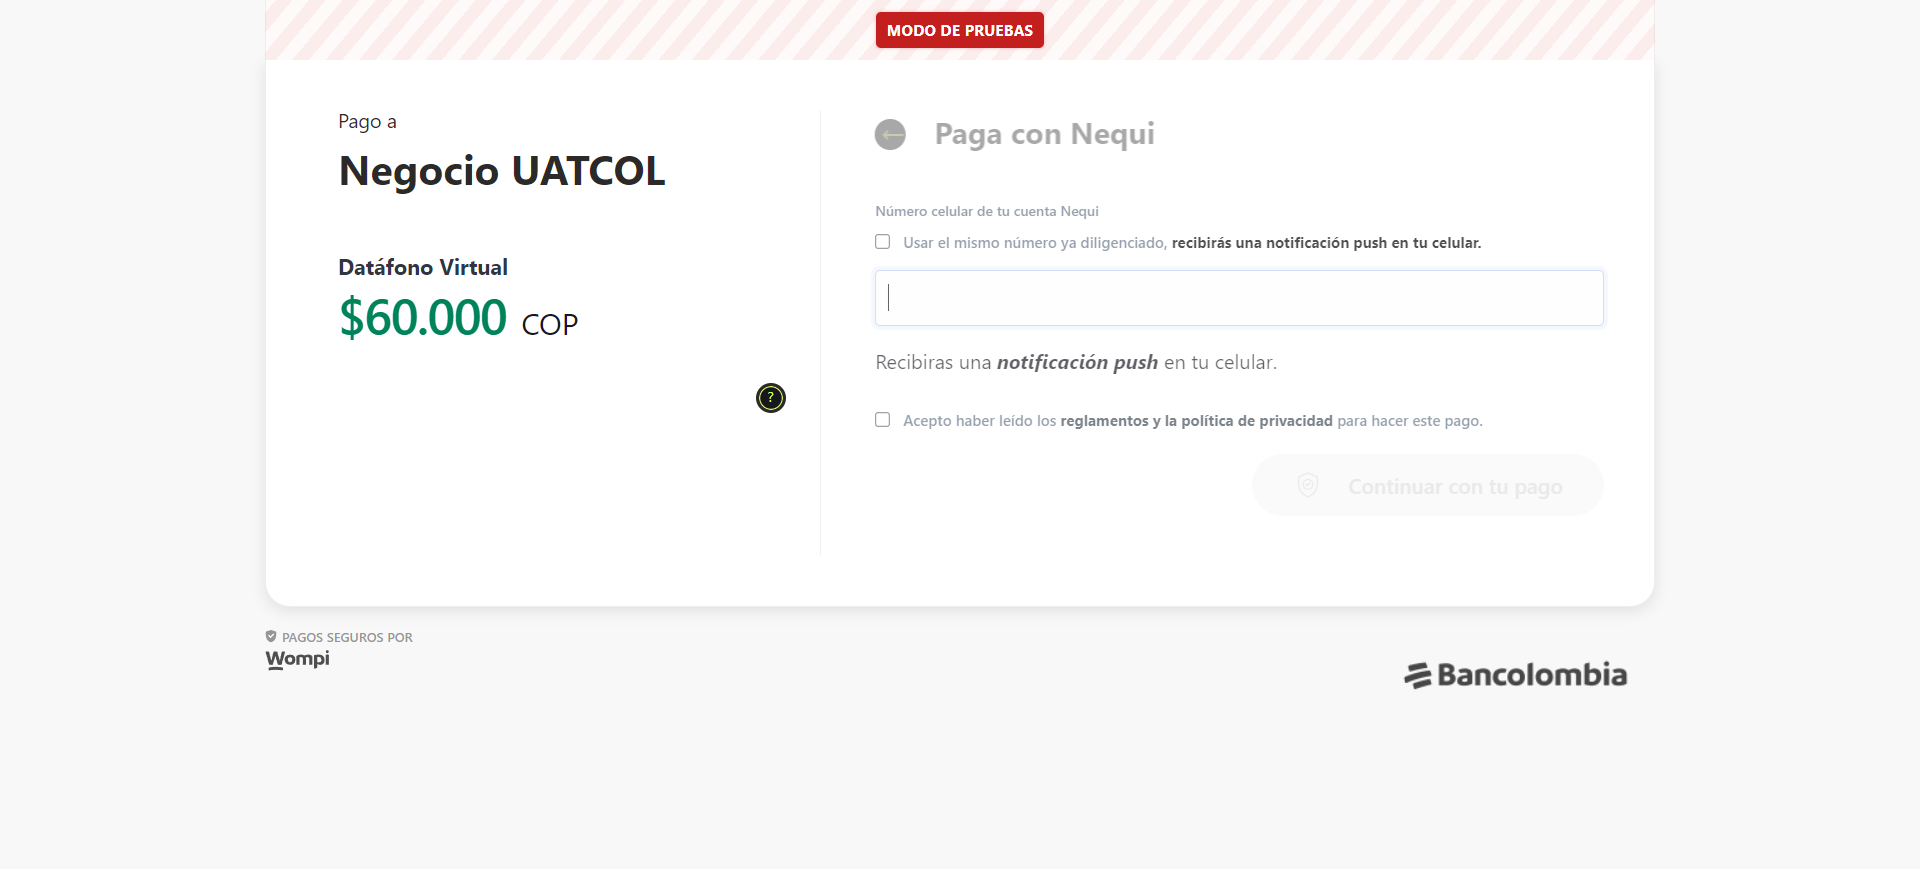 MODO DE PRUEBAS
Pago a
Negocio UATCOL
Datáfono Virtual
$60.000 COP
?
Paga con Nequi
Número celular de tu cuenta Nequi
Usar el mismo número ya diligenciado, recibirás una notificación push en tu celular.
Recibiras una notificación push en tu celular.
Acepto haber leído los reglamentos y la política de privacidad para hacer este pago.
Continuar con tu pago
PAGOS SEGUROS POR
Wompi
Bancolombia